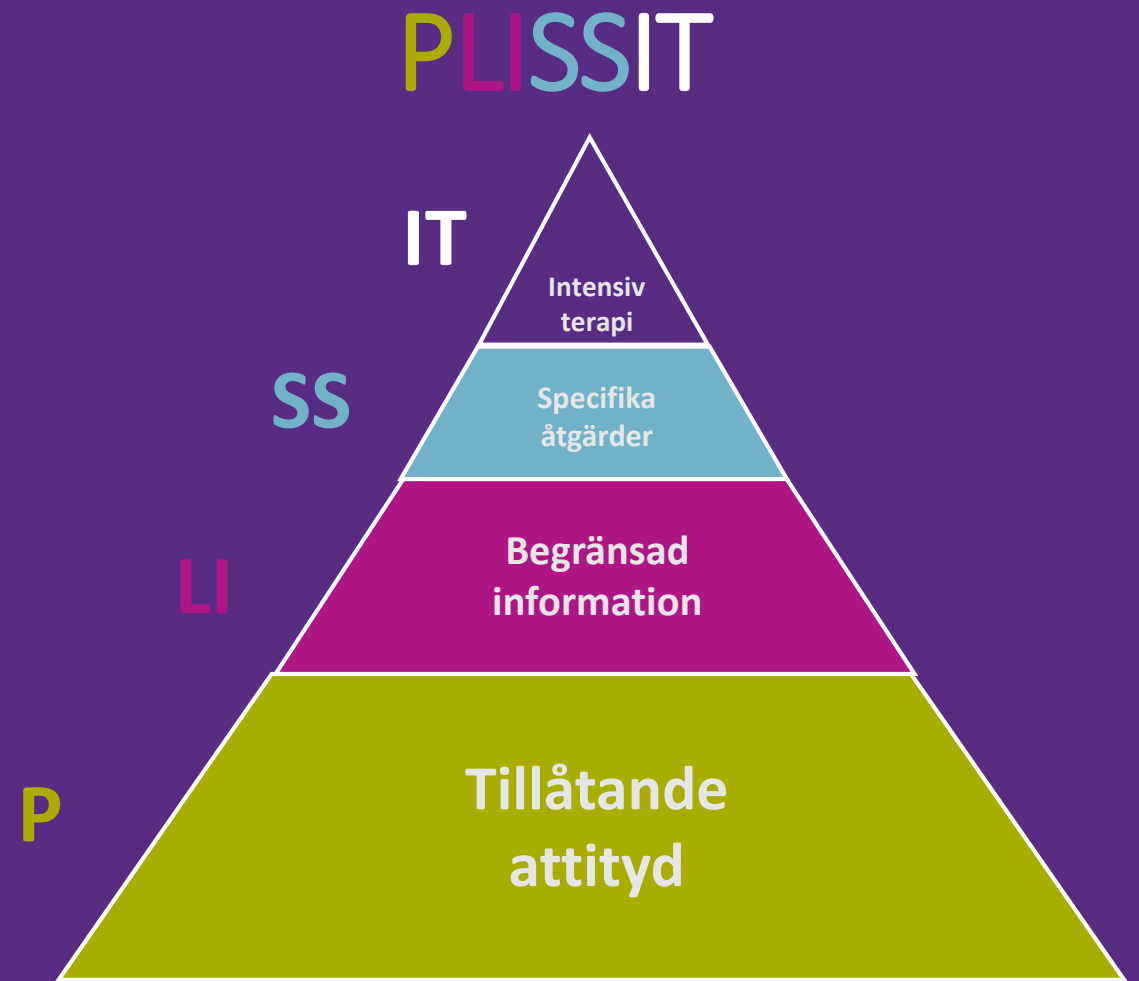 PLISSIT
IT
Intensiv
terapi
SS
Specifika
åtgärder
LI
Begränsad
information
P
Tillåtande
attityd